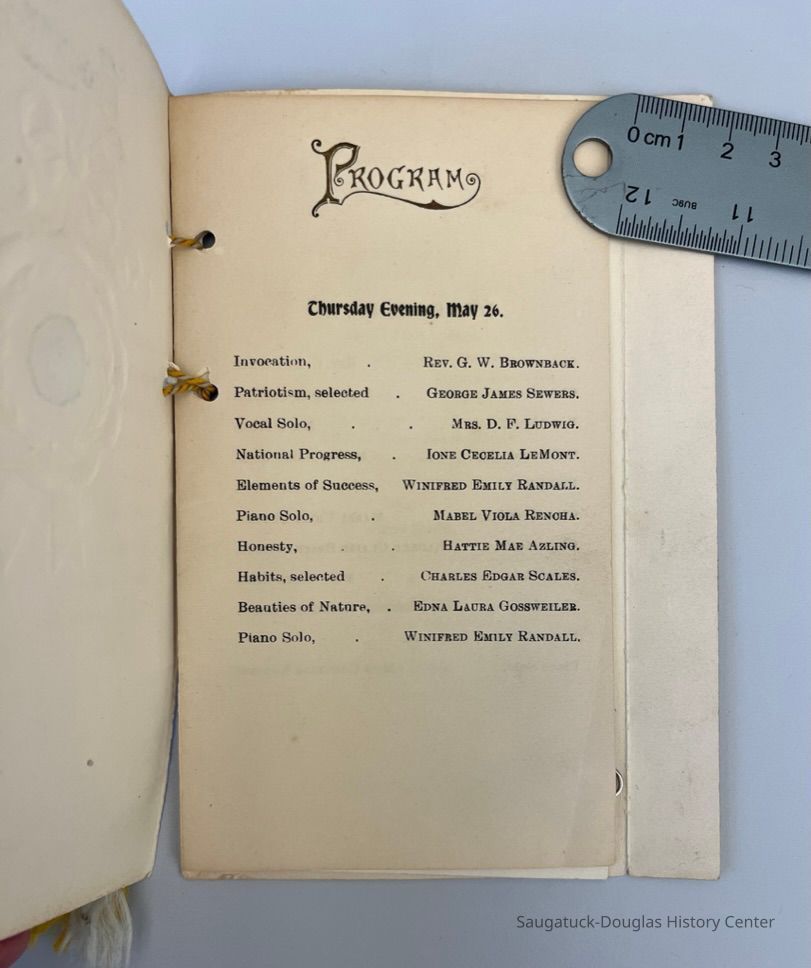 PROGRAM
Thursday Evening, May 26.
Invocation, . REV. G. W. BROWNBACK.
Patriotism, selected . GEORGE JAMES SEWERS.
Vocal Solo, . . MRS. D. F. LUDWIG.
National Progress, . IONE CECELIA LEMONT.
Elements of Success, WINIFRED EMILY RANDALL.
Piano Solo, . MABEL VIOLA RENCHA.
Honesty, . . HATTIE MAE AZLING.
Habits, selected . CHARLES EDGAR SCALES.
Beauties of Nature, . EDNA LAURA GOSSWEILER.
Piano Solo, . WINIFRED EMILY RANDALL.
0 cm 1 2 3
12 BUSC 11
Saugatuck-Douglas History Center